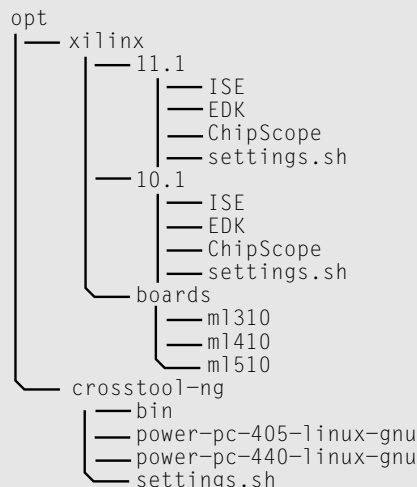 opt
xilinx
11.1
ISE
EDK
ChipScope
settings.sh
10.1
ISE
EDK
ChipScope
settings.sh
boards
ml310
ml410
ml510
crosstool-ng
bin
power-pc-405-linux-gnu
power-pc-440-linux-gnu
settings.sh